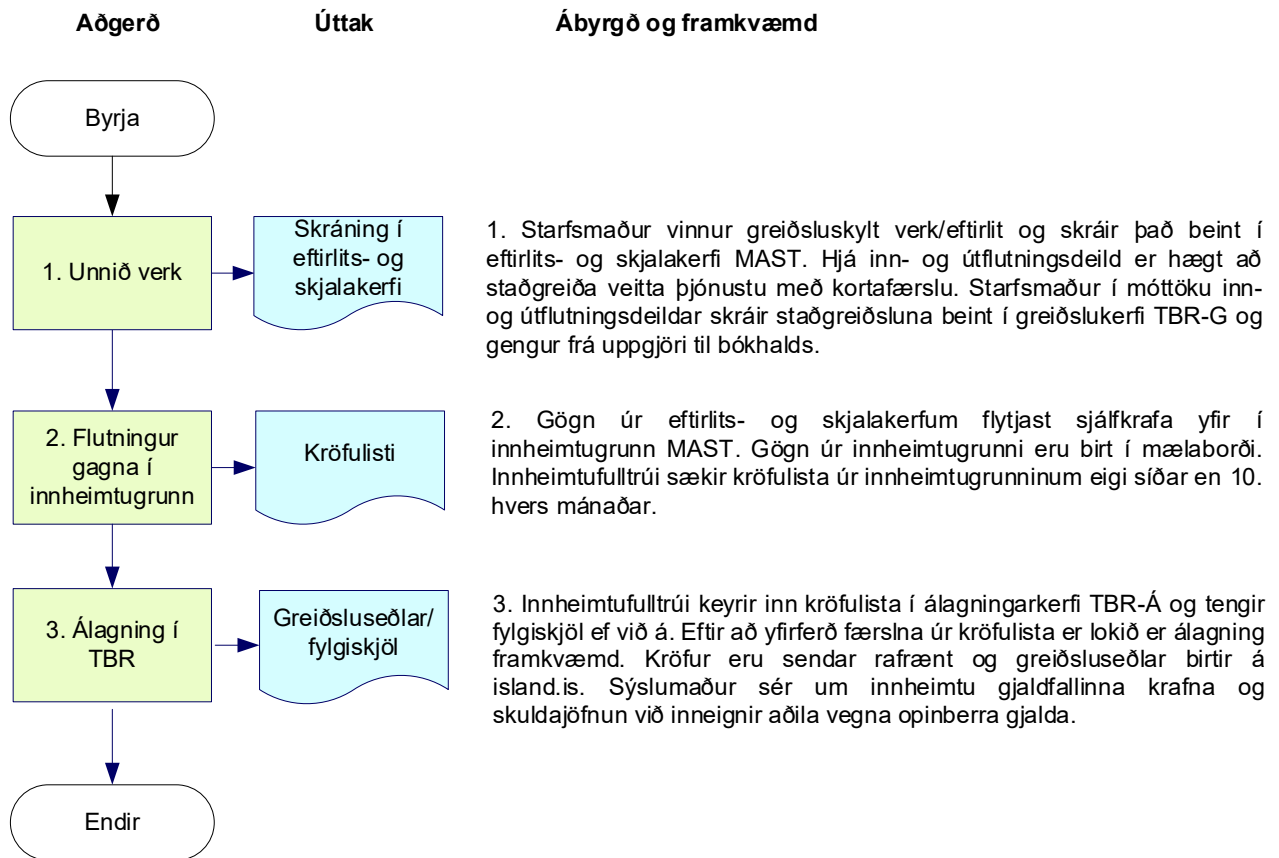 Aðgerð Úttak Ábyrgð og framkvæmd
Byrja
1. Unnið verk
Skráning í
eftirlits- og
skjalakerfi
1. Starfsmaður vinnur greiðsluskylt verk/eftirlit og skráir það beint í
eftirlits- og skjalakerfi MAST. Hjá inn- og útflutningsdeild er hægt að
staðgreiða veitta þjónustu með kortafærslu. Starfsmaður í móttöku inn-
og útflutningsdeildar skráir staðgreiðsluna beint í greiðslukerfi TBR-G og
gengur frá uppgjöri til bókhalds.
2. Flutningur
gagna í
innheimtugrunn
Kröfulisti
2. Gögn úr eftirlits- og skjalakerfum flytjast sjálfkrafa yfir í
innheimtugrunn MAST. Gögn úr innheimtugrunni eru birt í mælaborði.
Innheimtufulltrúi sækir kröfulista úr innheimtugrunninum eigi síðar en 10.
hvers mánaðar.
3. Álagning í
TBR
Greiðsluseðlar/
fylgiskjöl
3. Innheimtufulltrúi keyrir inn kröfulista í álagningarkerfi TBR-Á og tengir
fylgiskjöl ef við á. Eftir að yfirferð færslna úr kröfulista er lokið er álagning
framkvæmd. Kröfur eru sendar rafrænt og greiðsluseðlar birtir á
island.is. Sýslumaður sér um innheimtu gjaldfallinna krafna og
skuldajöfnun við inneignir aðila vegna opinberra gjalda.
Endir